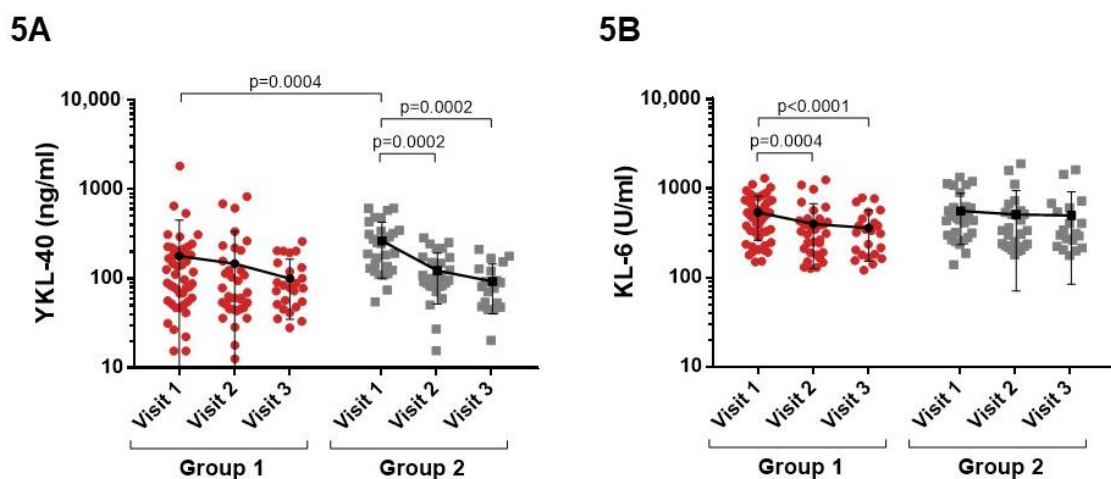 5A
YKL-40 (ng/ml)
10,000
1000
100
10
p=0.0004
p=0.0002
p=0.0002
Visit 1
Visit 2
Visit 3
Visit 1
Visit 2
Visit 3
Group 1
Group 2
5B
KL-6 (U/ml)
10,000
1000
100
10
p<0.0001
p=0.0004
Visit 1
Visit 2
Visit 3
Visit 1
Visit 2
Visit 3
Group 1
Group 2